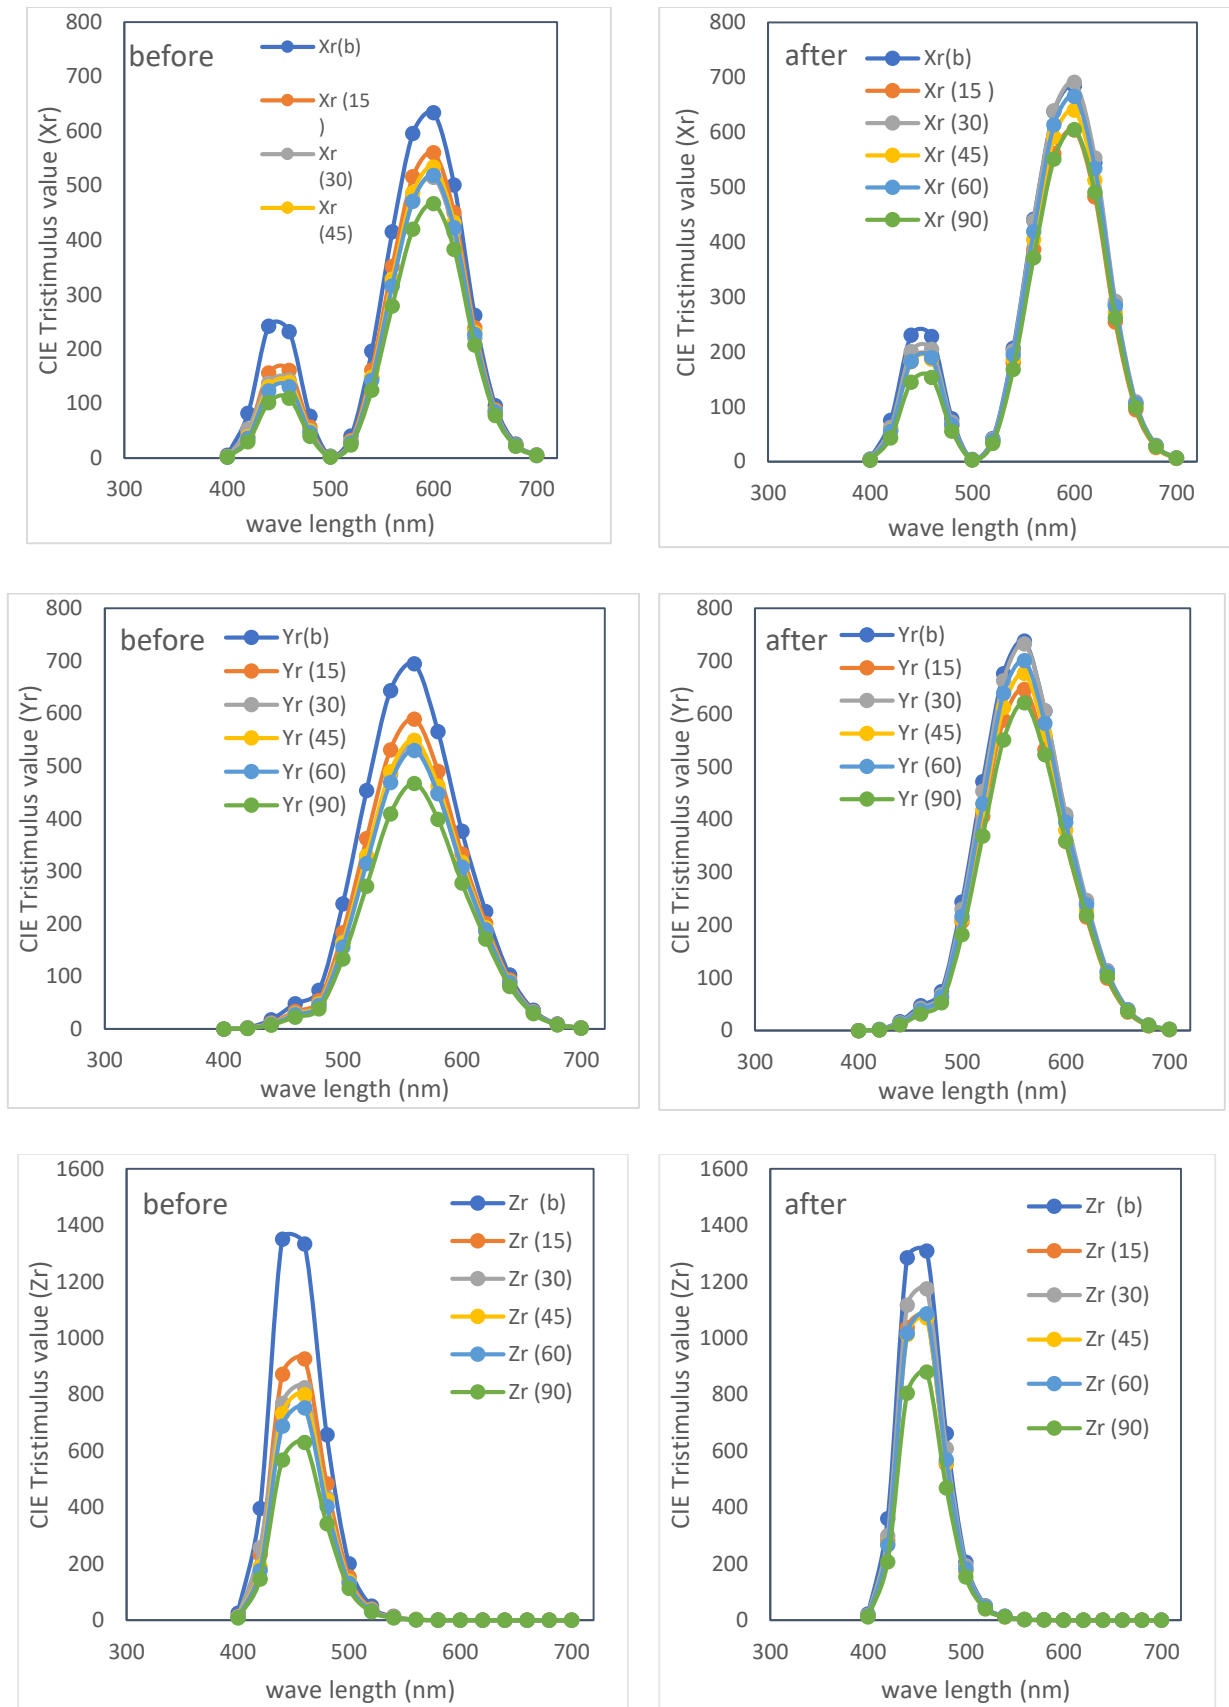 before
Xr(b)
Xr (15
)
Xr
(30)
Xr
(45)
CIE Tristimulus value (Xr)
800
700
600
500
400
300
200
100
0
300 400 500 600 700
wave length (nm)
after
Xr(b)
Xr (15 )
Xr (30)
Xr (45)
Xr (60)
Xr (90)
CIE Tristimulus value (Xr)
800
700
600
500
400
300
200
100
0
300 400 500 600 700
wave length (nm)
before
Yr(b)
Yr (15)
Yr (30)
Yr (45)
Yr (60)
Yr (90)
CIE Tristimulus value (Yr)
800
700
600
500
400
300
200
100
0
300 400 500 600 700
wave length (nm)
after
Yr(b)
Yr (15)
Yr (30)
Yr (45)
Yr (60)
Yr (90)
CIE Tristimulus value (Yr)
800
700
600
500
400
300
200
100
0
300 400 500 600 700
wave length (nm)
before
Zr (b)
Zr (15)
Zr (30)
Zr (45)
Zr (60)
Zr (90)
CIE Tristimulus value (Zr)
1600
1400
1200
1000
800
600
400
200
0
300 400 500 600 700
wave length (nm)
after
Zr (b)
Zr (15)
Zr (30)
Zr (45)
Zr (60)
Zr (90)
CIE Tristimulus value (Zr)
1600
1400
1200
1000
800
600
400
200
0
300 400 500 600 700
wave length (nm)